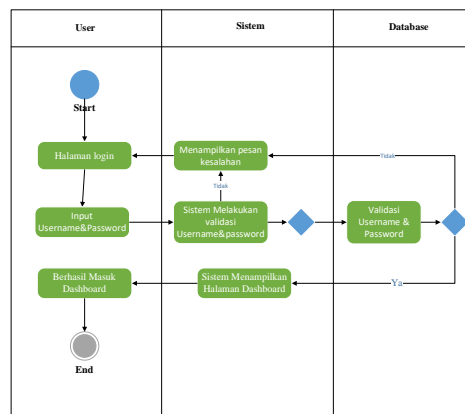 User
Sistem
Database
Start
Halaman login
Menampilkan pesan
kesalahan
Tidak
Tidak
Input
Username&Password
Sistem Melakukan
validasi
Username&password
Validasi
Username &
Password
Berhasil Masuk
Dashboard
Sistem Menampilkan
Halaman Dashboard
Ya
End